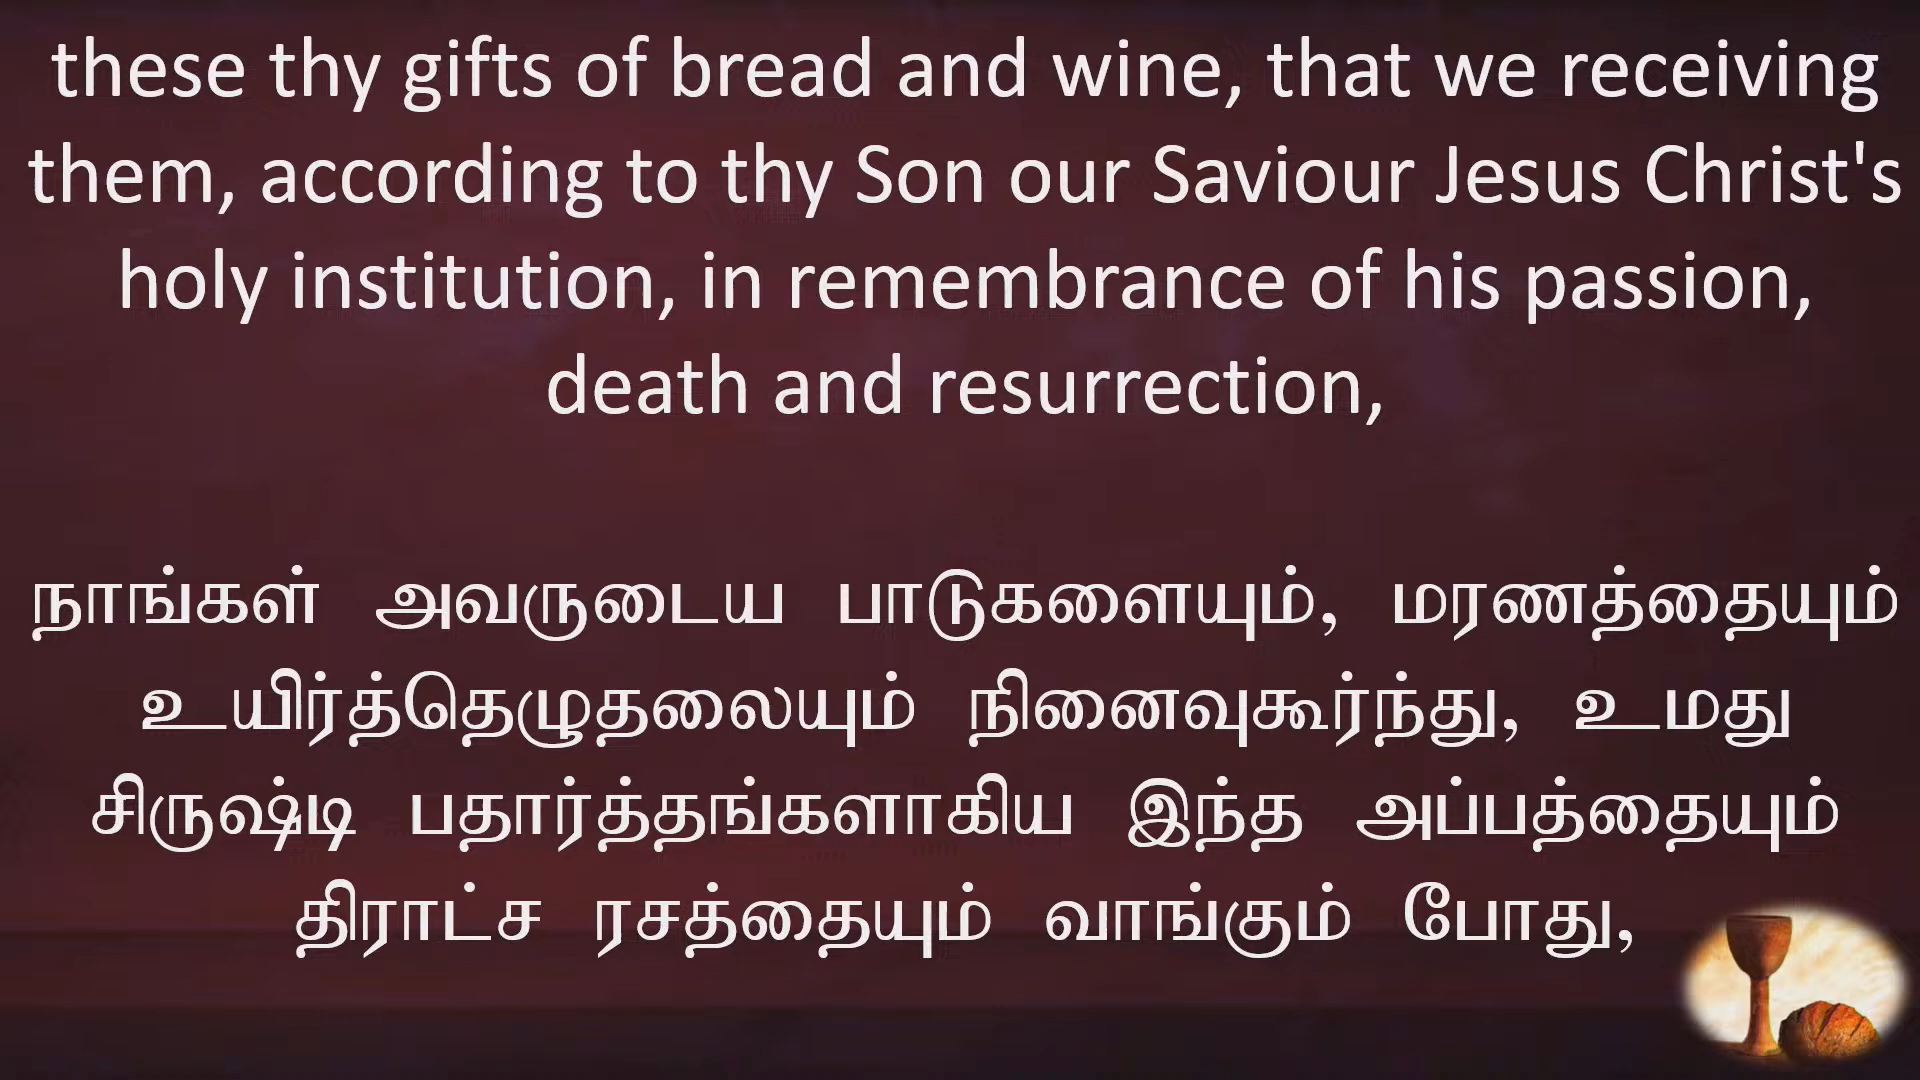 these thy gifts of bread and wine, that we receiving
them, according to thy Son our Saviour Jesus Christ's
holy institution, in remembrance of his passion,
death and resurrection,
நாங்கள் அவருடைய பாடுகளையும், மரணத்தையும்
உயிர்த்தெழுதலையும் நினைவுகூர்ந்து, உமது
சிருஷ்டி பதார்த்தங்களாகிய இந்த அப்பத்தையும்
திராட்ச ரசத்தையும் வாங்கும் போது,